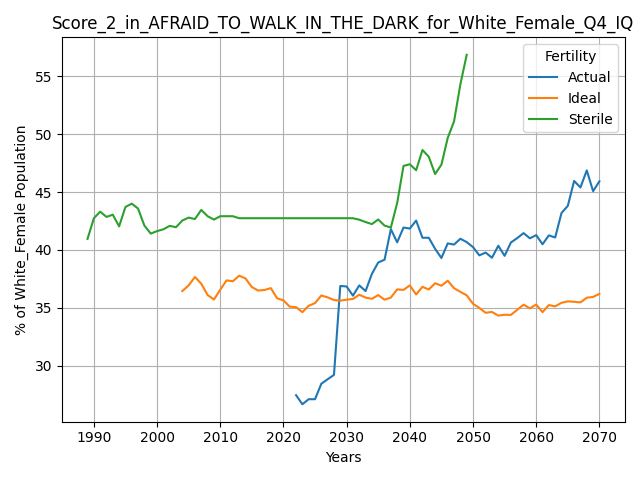 Score_2_in_AFRAID_TO_WALK_IN_THE_DARK_for_White_Female_Q4_IQ
% of White_Female Population
55
50
45
40
35
30
Fertility
Actual
Ideal
Sterile
1990 2000 2010 2020 2030 2040 2050 2060 2070
Years